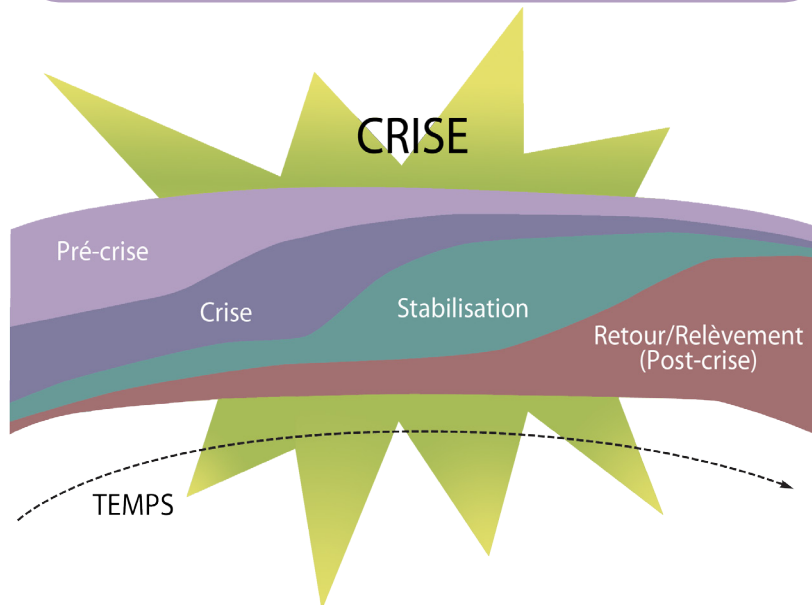 CRISE
Pré-crise
Crise
Stabilisation
Retour/Relèvement
(Post-crise)
TEMPS